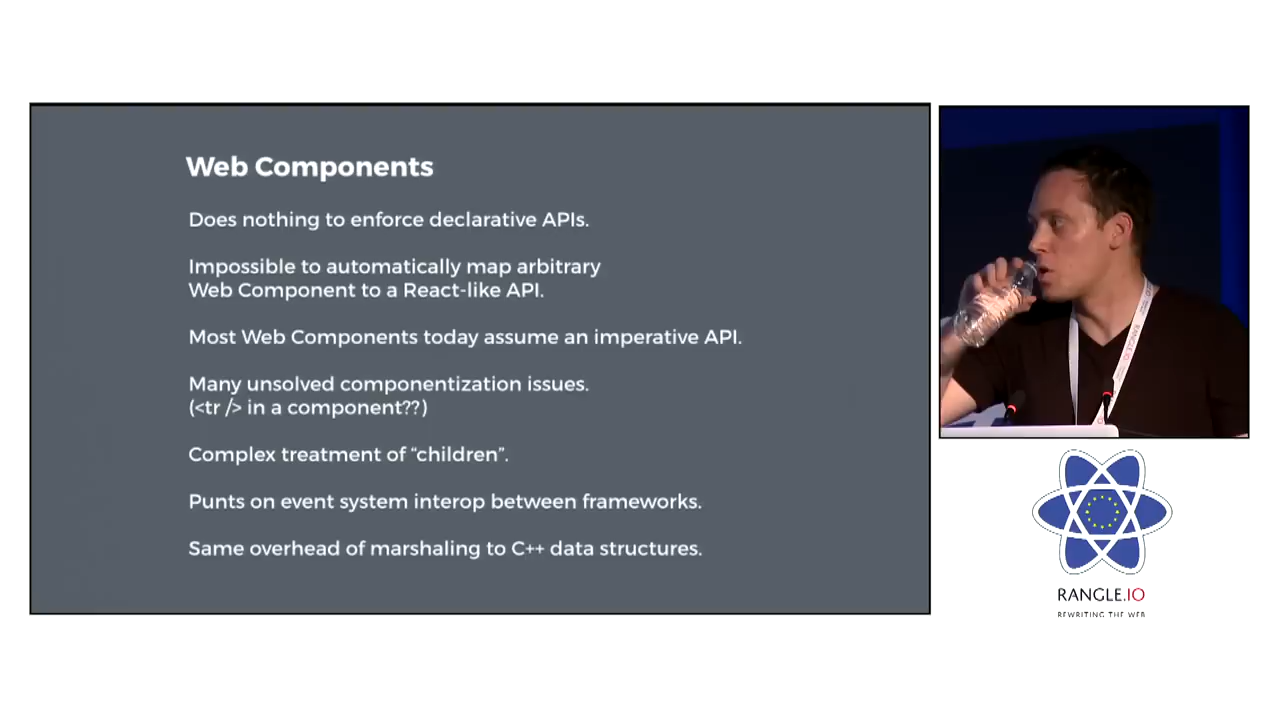 Web Components
Does nothing to enforce declarative APIs.
Impossible to automatically map arbitrary
Web Component to a React-like API.
Most Web Components today assume an imperative API.
Many unsolved componentization issues.
(<tr /> in a component??)
Complex treatment of “children”.
Punts on event system interop between frameworks.
Same overhead of marshaling to C++ data structures.
RANGLE.IO
RANGLE.IO
REWRITING THE WEB